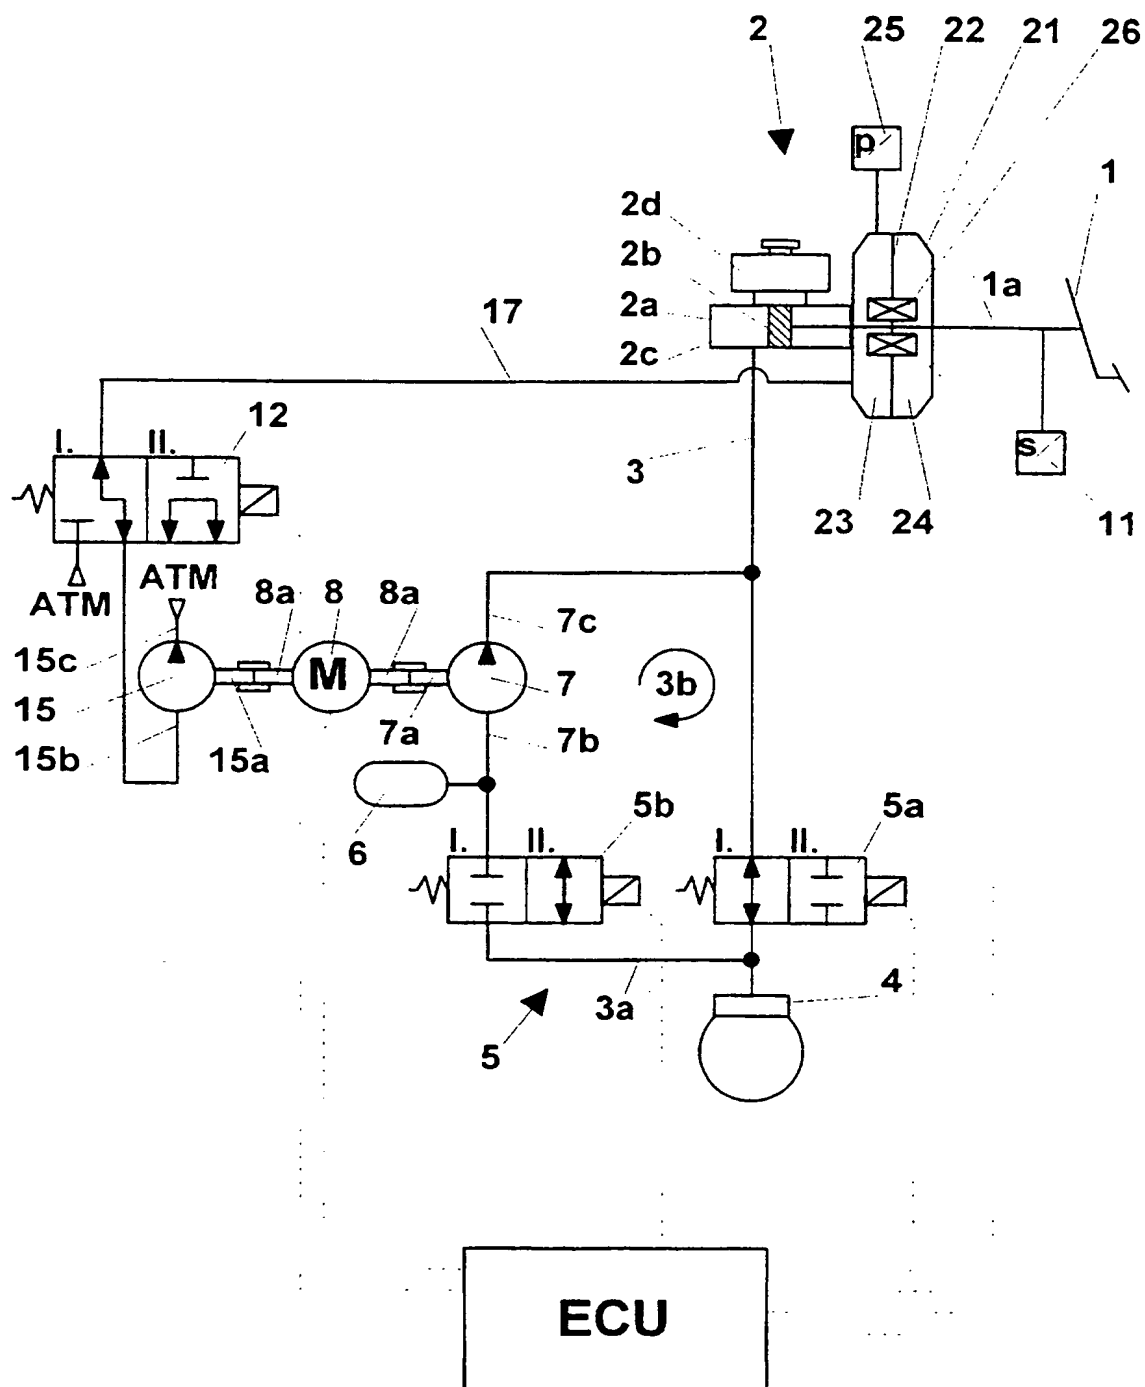 2 25 22 21 26
p
1
2d
2b
1a
2a
17
2c
I. II. 12
3
s
23 24 11
ATM
ATM
8a 8 8a
7c
15c
M
3b
15
7
7a
7b
15b
15a
5b 5a
6
I. II. I. II.
4
3a
5
ECU